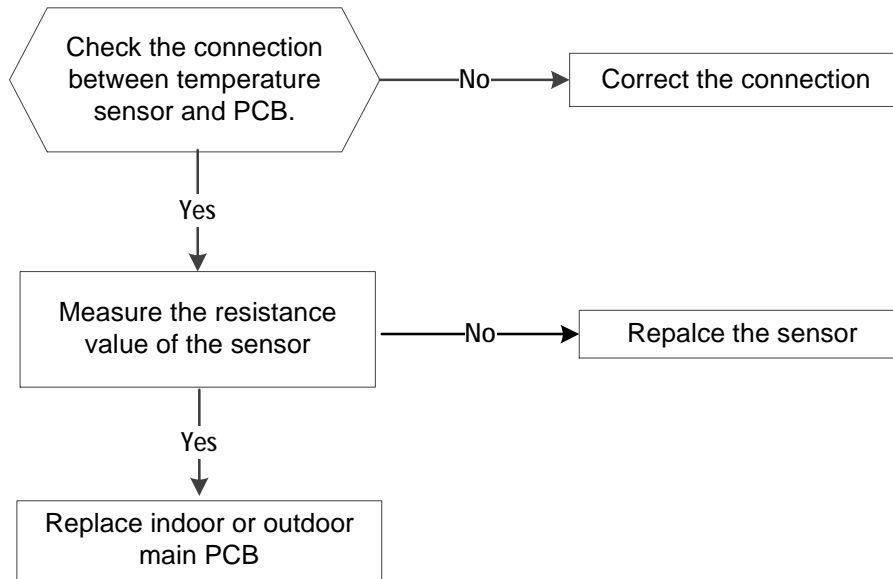 Check the connection
between temperature
sensor and PCB.
No
Correct the connection
Yes
Measure the resistance
value of the sensor
No
Repalce the sensor
Yes
Replace indoor or outdoor
main PCB